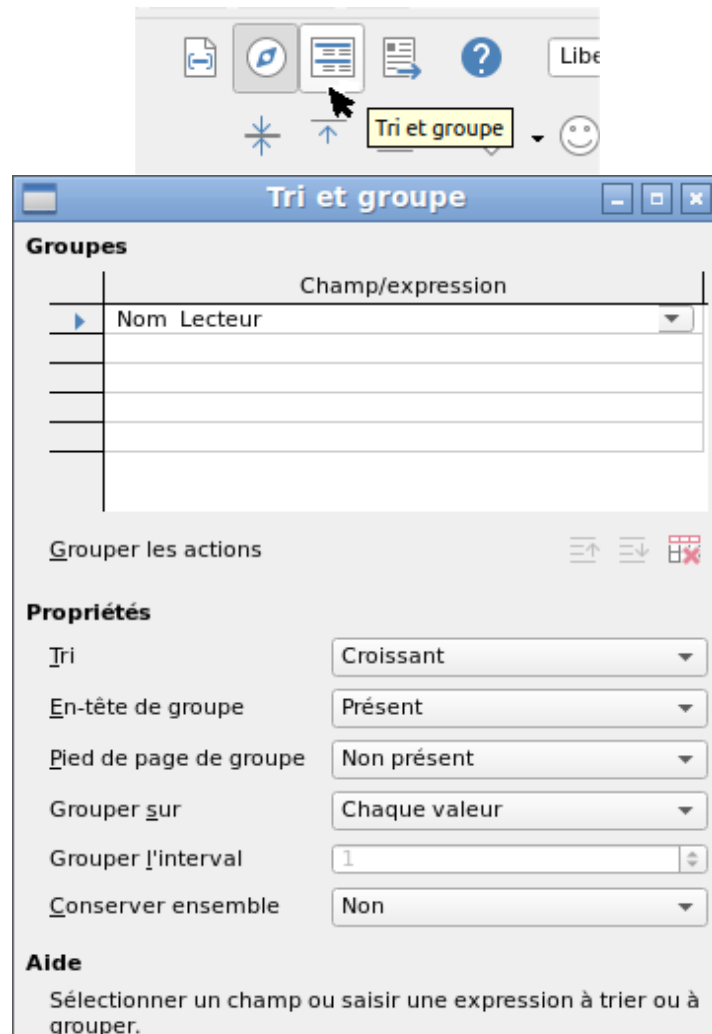 Libe
Tri et groupe
Tri et groupe
Groupes
Champ/expression
Nom Lecteur
Grouper les actions
Propriétés
Tri
Croissant
En-tête de groupe
Présent
Pied de page de groupe
Non présent
Grouper sur
Chaque valeur
Grouper l'interval
1
Conserver ensemble
Non
Aide
Sélectionner un champ ou saisir une expression à trier ou à
grouper.